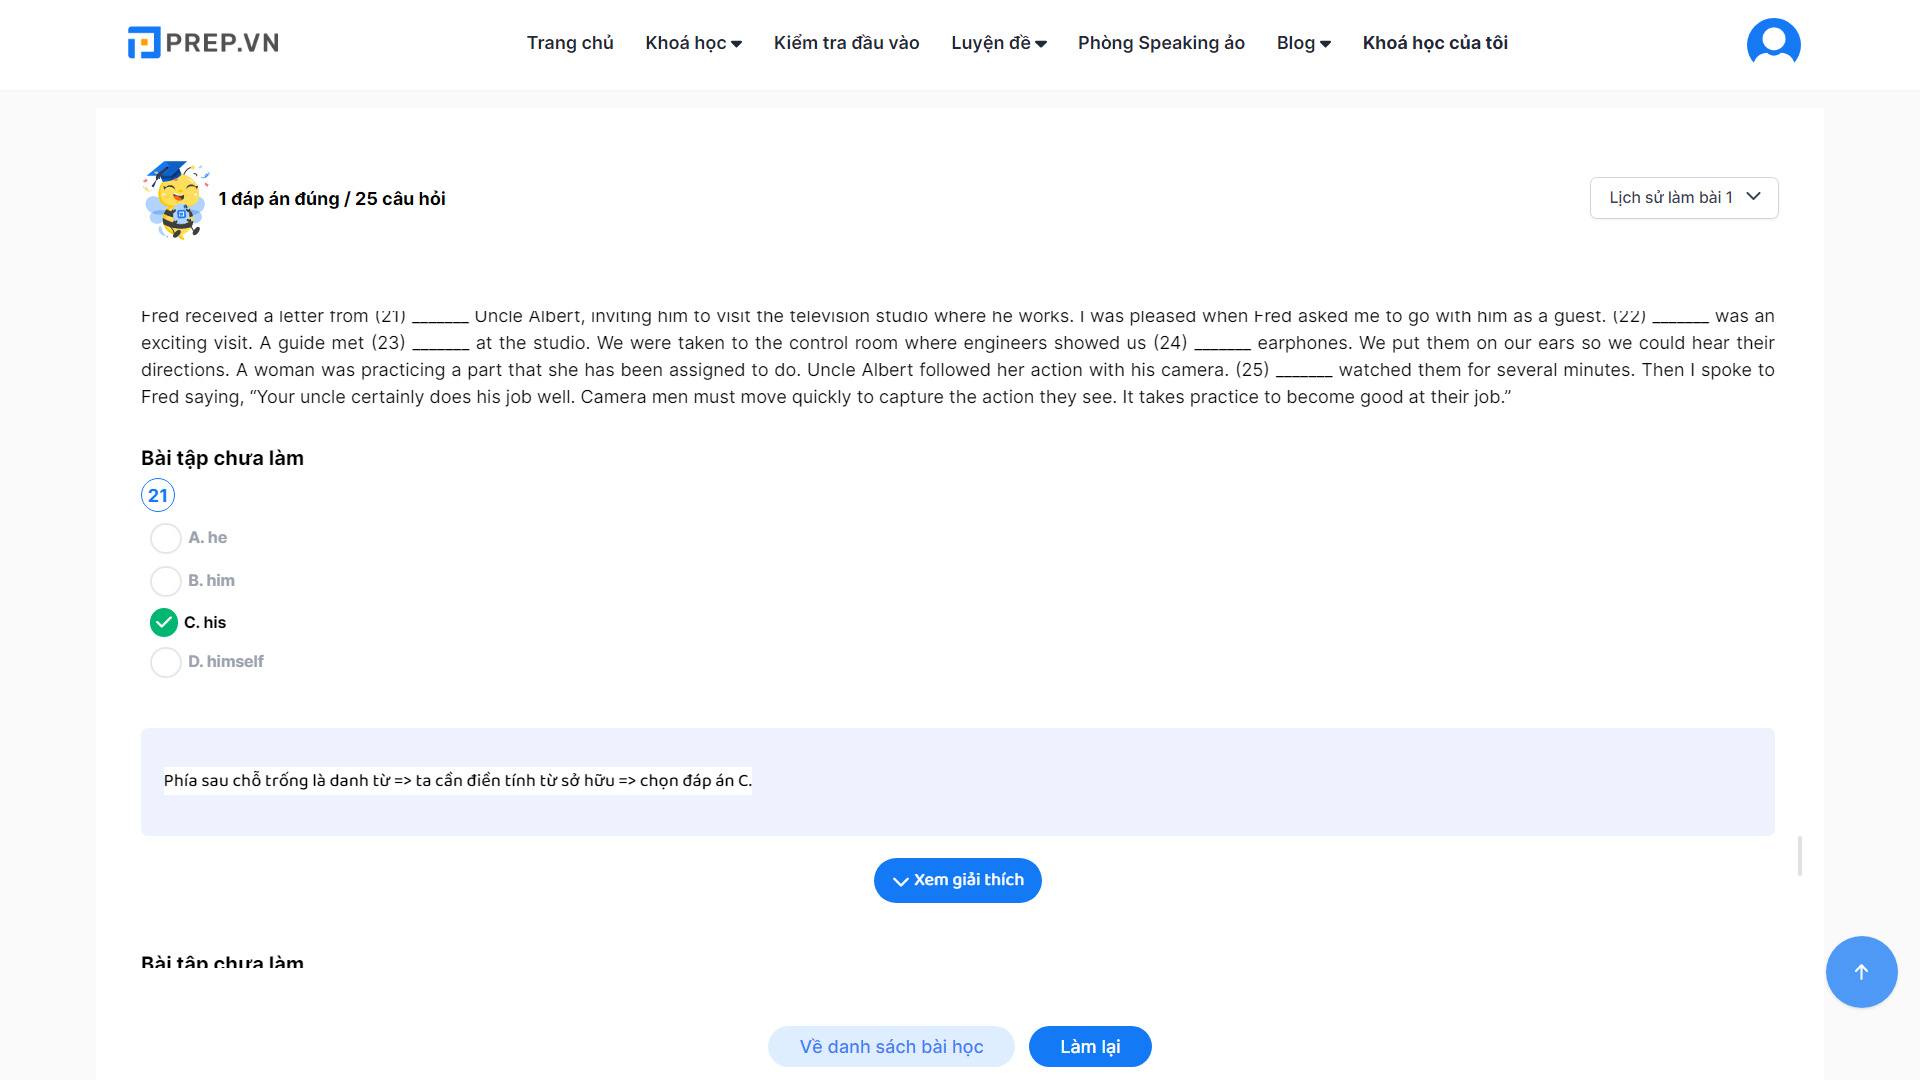 PREP.VN
Trang chủ Khoá học Kiểm tra đầu vào Luyện đề Phòng Speaking ảo Blog Khoá học của tôi
1 đáp án đúng / 25 câu hỏi
Lịch sử làm bài 1
Fred received a letter from (21) _______ Uncle Albert, inviting him to visit the television studio where he works. I was pleased when Fred asked me to go with him as a guest. (22) _______ was an
exciting visit. A guide met (23) _______ at the studio. We were taken to the control room where engineers showed us (24) _______ earphones. We put them on our ears so we could hear their
directions. A woman was practicing a part that she has been assigned to do. Uncle Albert followed her action with his camera. (25) _______ watched them for several minutes. Then I spoke to
Fred saying, “Your uncle certainly does his job well. Camera men must move quickly to capture the action they see. It takes practice to become good at their job.”
Bài tập chưa làm
21
A. he
B. him
C. his
D. himself
Phía sau chỗ trống là danh từ => ta cần điền tính từ sở hữu => chọn đáp án C.
Xem giải thích
Bài tập chưa làm
Về danh sách bài học Làm lại